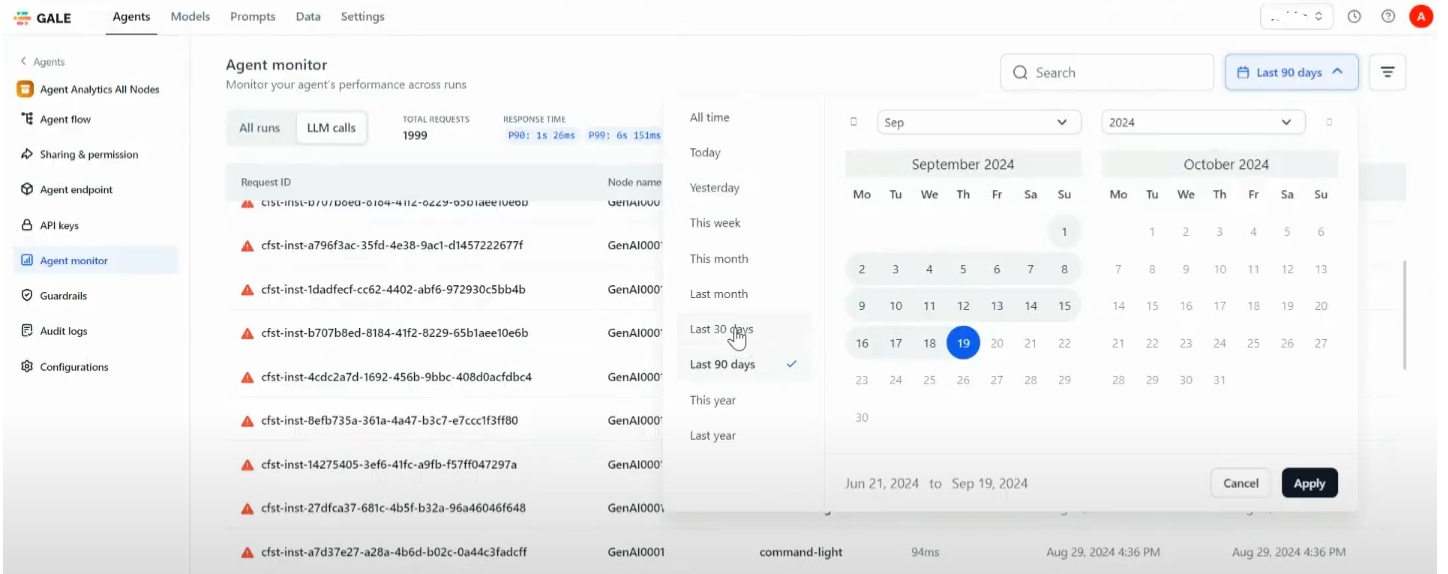 GALE
Agents Models Prompts Data Settings
A
Agents
Agent Analytics All Nodes
Agent flow
Sharing & permission
Agent endpoint
API keys
Agent monitor
Guardrails
Audit logs
Configurations
Agent monitor
Monitor your agent's performance across runs
Search
Last 90 days
All runs LLM calls
TOTAL REQUESTS
1999
RESPONSE TIME
P90: 1s 26ms P99: 6s 151ms
Request ID Node name
cfst-inst-b707b8ed-8184-41f2-8229-65b1aee10e6b GenAI000
cfst-inst-a796f3ac-35fd-4e38-9ac1-d1457222677f GenAI000
cfst-inst-1dadfecf-cc62-4402-abf6-972930c5bb4b GenAI000
cfst-inst-b707b8ed-8184-41f2-8229-65b1aee10e6b GenAI000
cfst-inst-4cdc2a7d-1692-456b-9bbc-408d0acfdbc4 GenAI000
cfst-inst-8efb735a-361a-4a47-b3c7-e7ccc1f3ff80 GenAI000
cfst-inst-14275405-3ef6-41fc-a9fb-f57ff047297a GenAI000
cfst-inst-27dfca37-681c-4b5f-b32a-96a46046f648 GenAI000
cfst-inst-a7d37e27-a28a-4b6d-b02c-0a44c3fadcff GenAI0001 command-light 94ms Aug 29, 2024 4:36 PM Aug 29, 2024 4:36 PM
All time
Today
Yesterday
This week
This month
Last month
Last 30 days
Last 90 days
This year
Last year
Sep 2024
September 2024
Mo Tu We Th Fr Sa Su
1
2 3 4 5 6 7 8
9 10 11 12 13 14 15
16 17 18 19 20 21 22
23 24 25 26 27 28 29
30
October 2024
Mo Tu We Th Fr Sa Su
1 2 3 4 5 6
7 8 9 10 11 12 13
14 15 16 17 18 19 20
21 22 23 24 25 26 27
28 29 30 31
Jun 21, 2024 to Sep 19, 2024
Cancel Apply